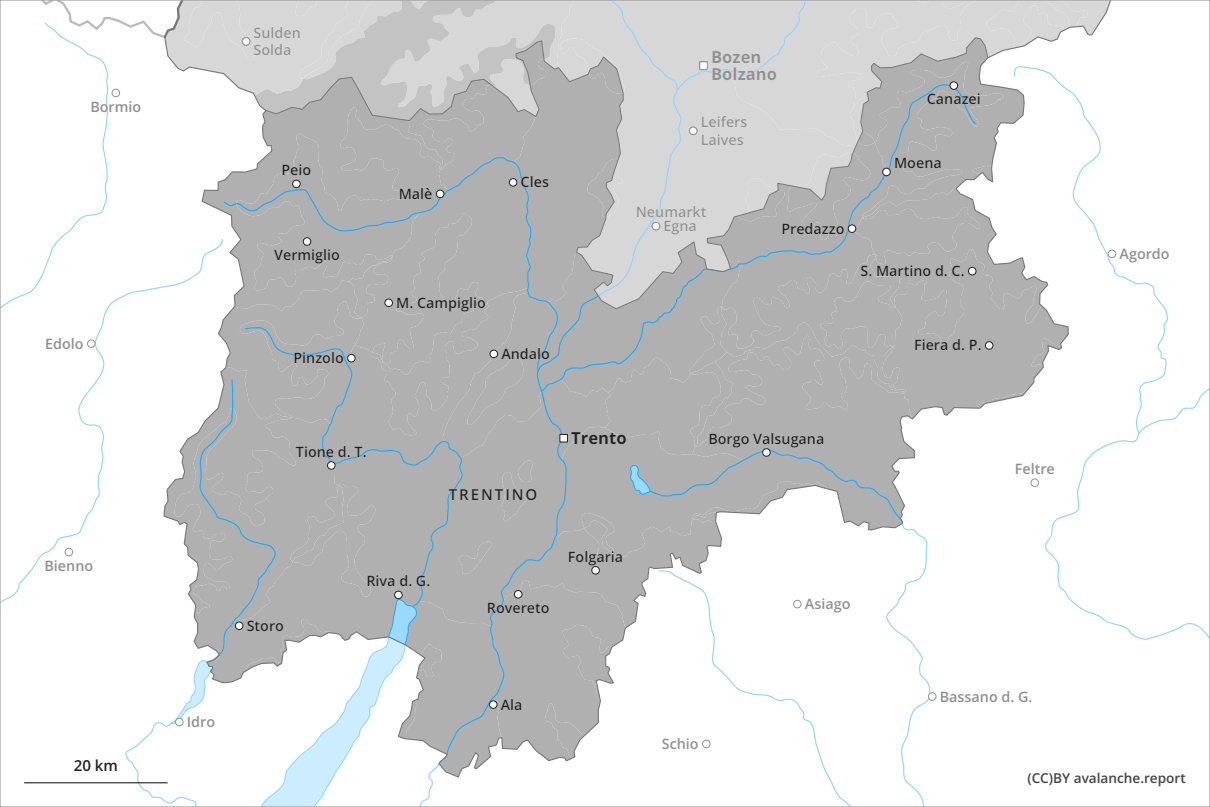 Sulden
Solda
Bozen
Bolzano
Bormio
Canazei
Leifers
Laives
Moena
Peio
Malè
Cles
Neumarkt
Egna
Predazzo
Vermiglio
Agordo
S. Martino d. C.
M. Campiglio
Edolo
Pinzolo
Andalo
Fiera d. P.
Trento
Borgo Valsugana
Tione d. T.
Feltre
TRENTINO
Bienno
Folgaria
Riva d. G.
Rovereto
Asiago
Storo
Bassano d. G.
Ala
Idro
Schio
20 km
(CC)BY avalanche.report